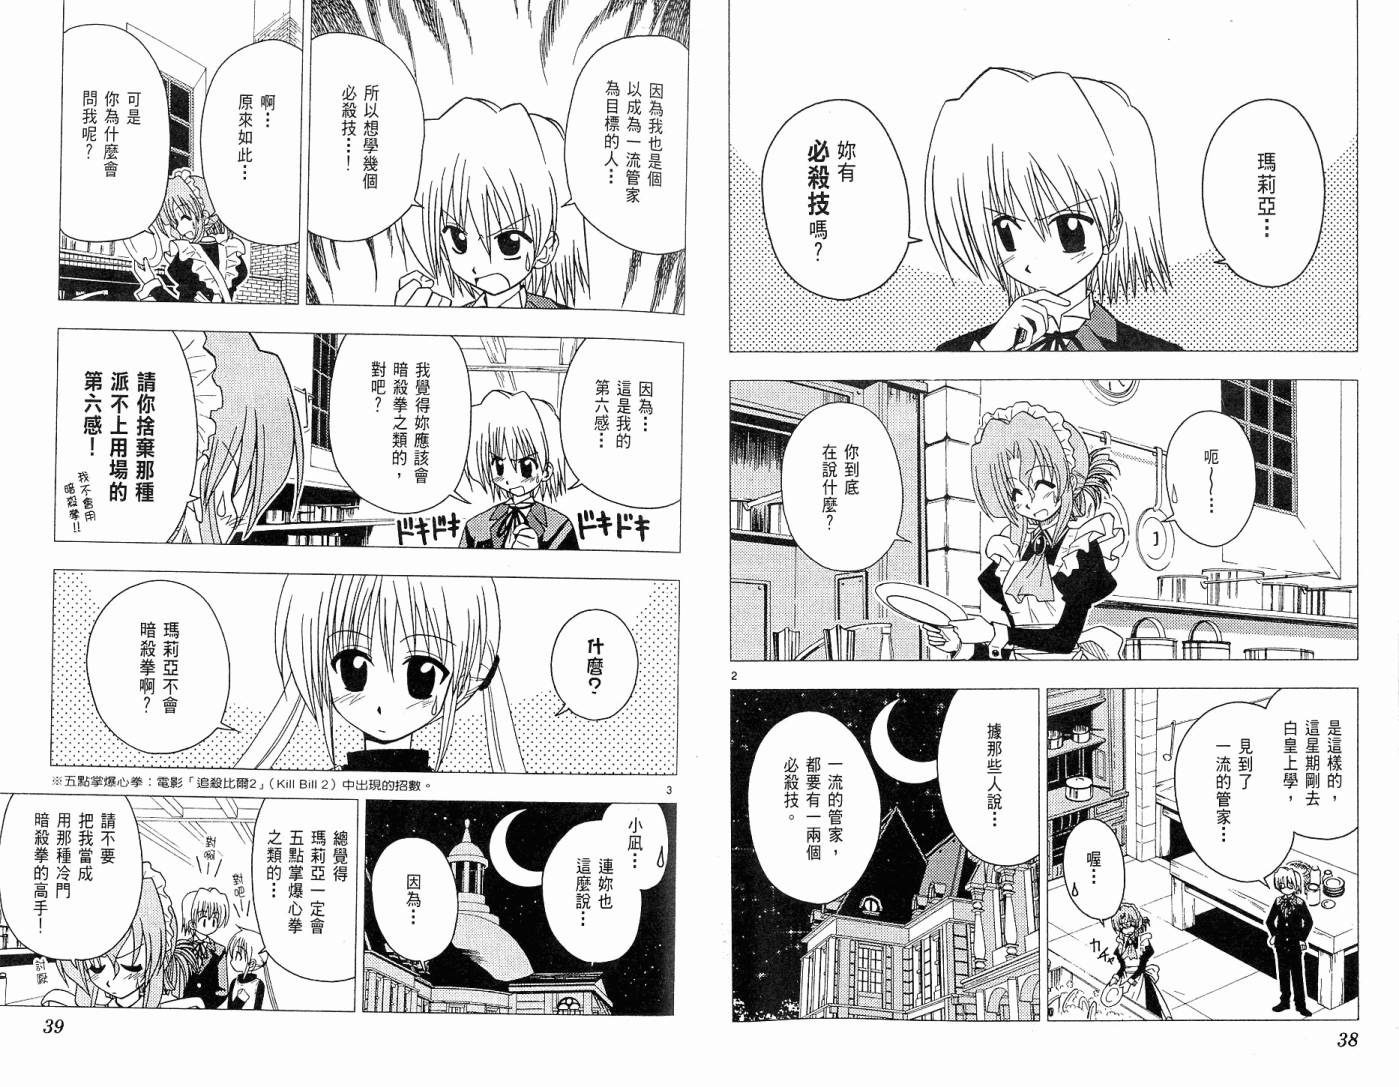 瑪莉亞…
妳有
必殺技嗎？
呃～…
你到底
在說什麼？
2
是這樣的，
這星期剛去
白皇上學，
見到了
一流的管家…
喔…
カチャ
據那些人說…
一流的管家，
都要有一兩個
必殺技。
38
因為我也是個
以成為一流管家
為目標的人…
所以想學幾個
必殺技…！
啊…
原來如此…
可是
你為什麼會
問我呢？
因為…
這是我的
第六感…
我覺得妳應該會
暗殺拳之類的，
對吧？
ドキドキ
ドキドキ
請你捨棄那種
派不上用場的
第六感！
我不會用
暗殺拳!!
什麼？
瑪莉亞不會
暗殺拳啊？
※五點掌爆心拳：電影「追殺比爾2」（Kill Bill 2）中出現的招數。
3
小凪…
連妳也
這麼說…
因為…
總覺得
瑪莉亞一定會
五點掌爆心拳
之類的…
對吧
對啊
請不要
把我當成
用那種冷門
暗殺拳的高手！
討厭
39